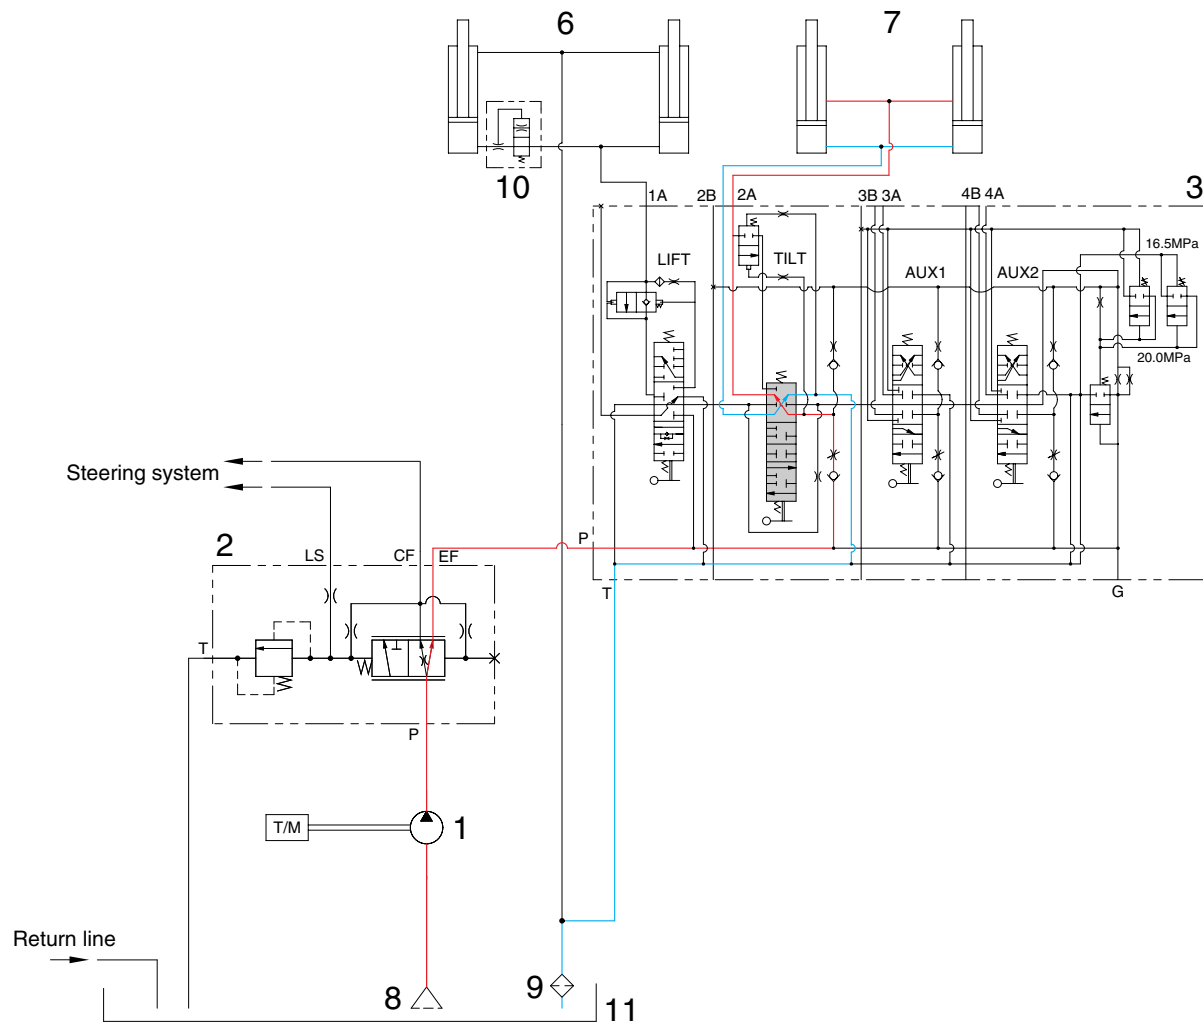 6
7
10
3
1A
2B
2A
3B 3A
4B 4A
LIFT
TILT
AUX1
AUX2
16.5MPa
20.0MPa
Steering system
2
LS
CF
EF
P
T
G
T
P
T/M
1
Return line
8
9
11